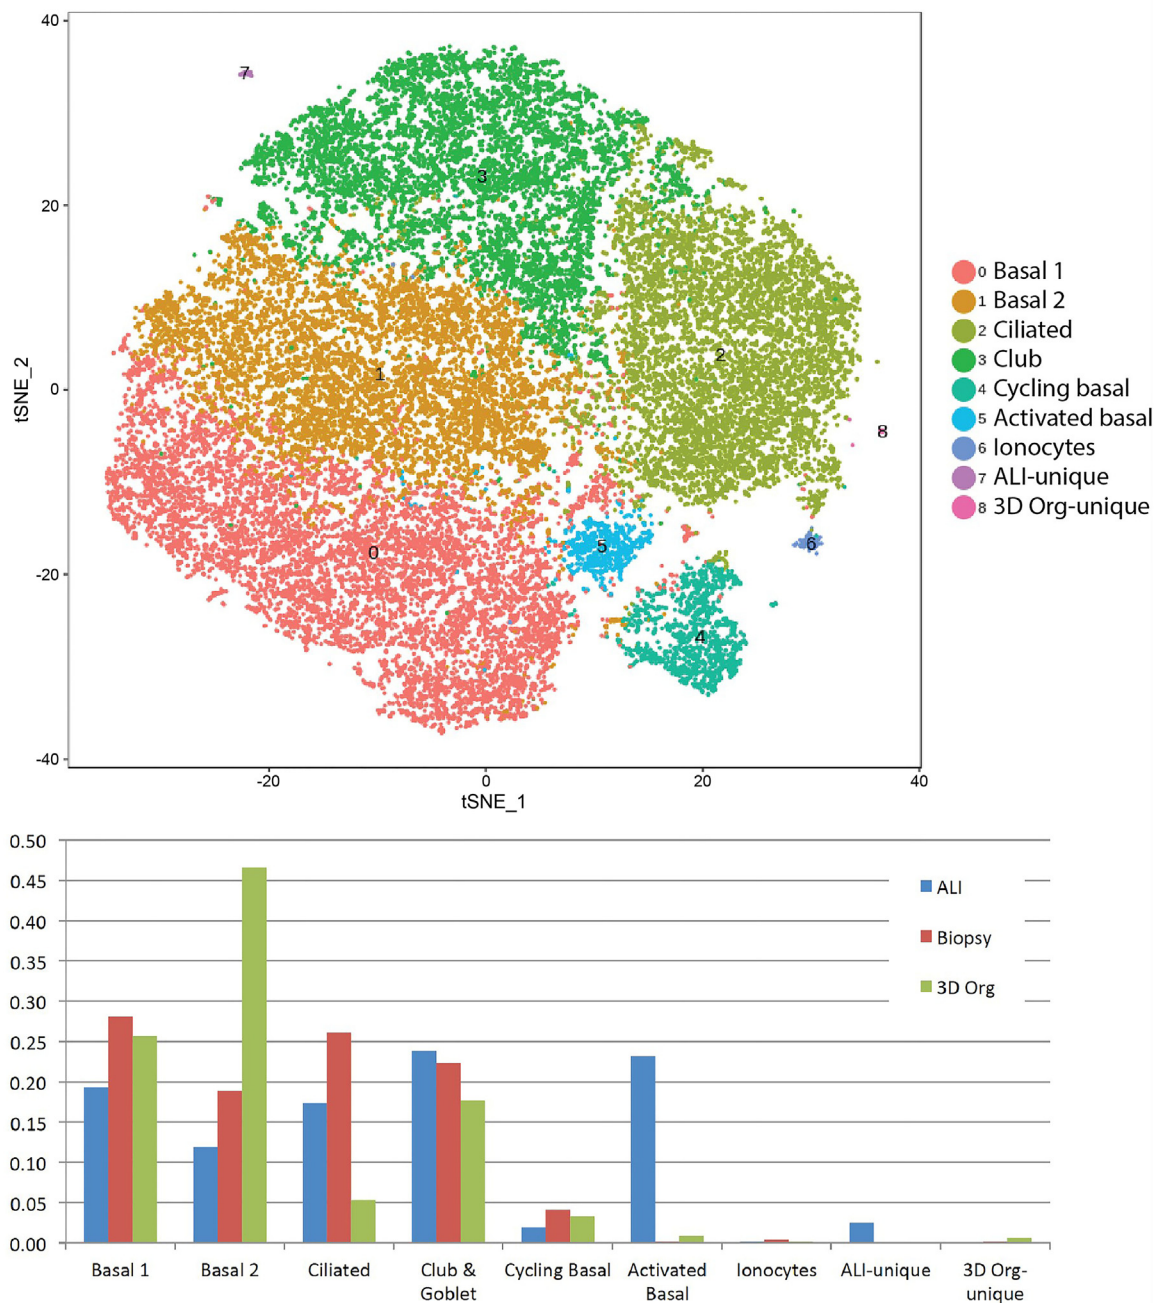 40
20
0
-20
-40
tSNE_2
-20
0
20
40
tSNE_1
7
3
1
2
8
0
5
6
4
0 Basal 1
1 Basal 2
2 Ciliated
3 Club
4 Cycling basal
5 Activated basal
6 Ionocytes
7 ALI-unique
8 3D Org-unique
0.50
0.45
0.40
0.35
0.30
0.25
0.20
0.15
0.10
0.05
0.00
ALI
Biopsy
3D Org
Basal 1
Basal 2
Ciliated
Club &
Goblet
Cycling Basal
Activated
Basal
Ionocytes
ALI-unique
3D Org-
unique